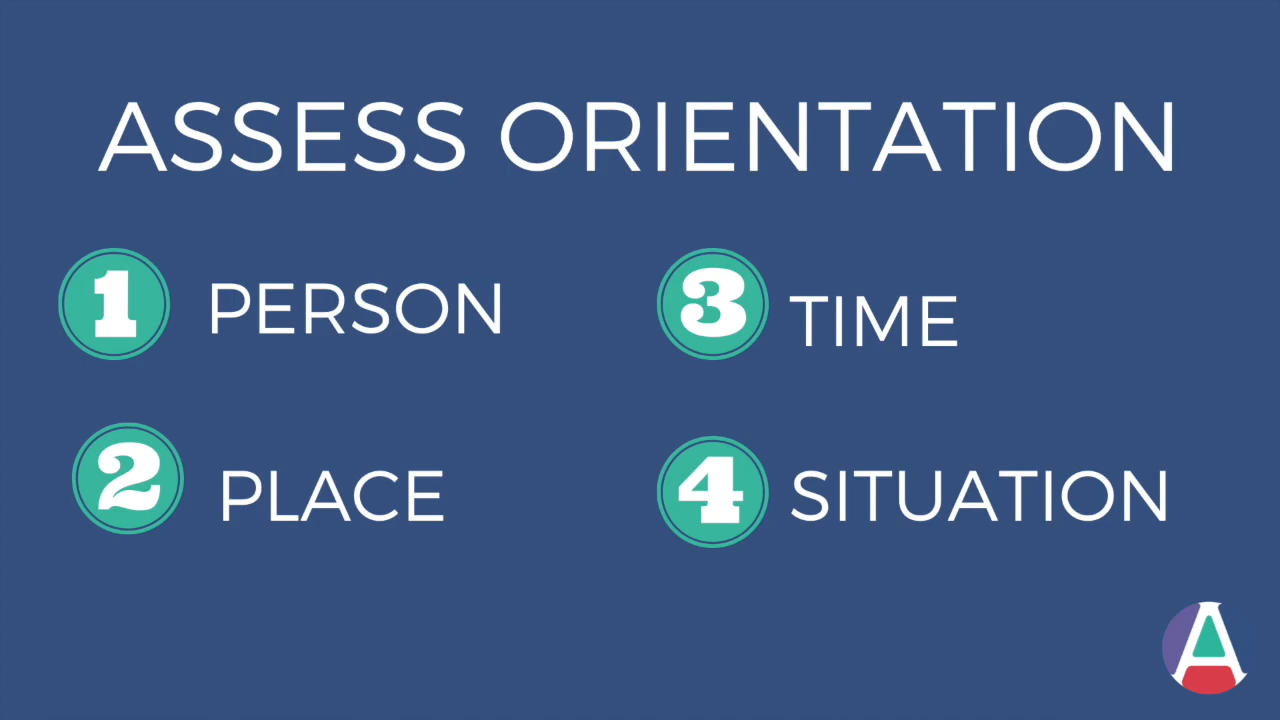 ASSESS ORIENTATION
1 PERSON
2 PLACE
3 TIME
4 SITUATION
A